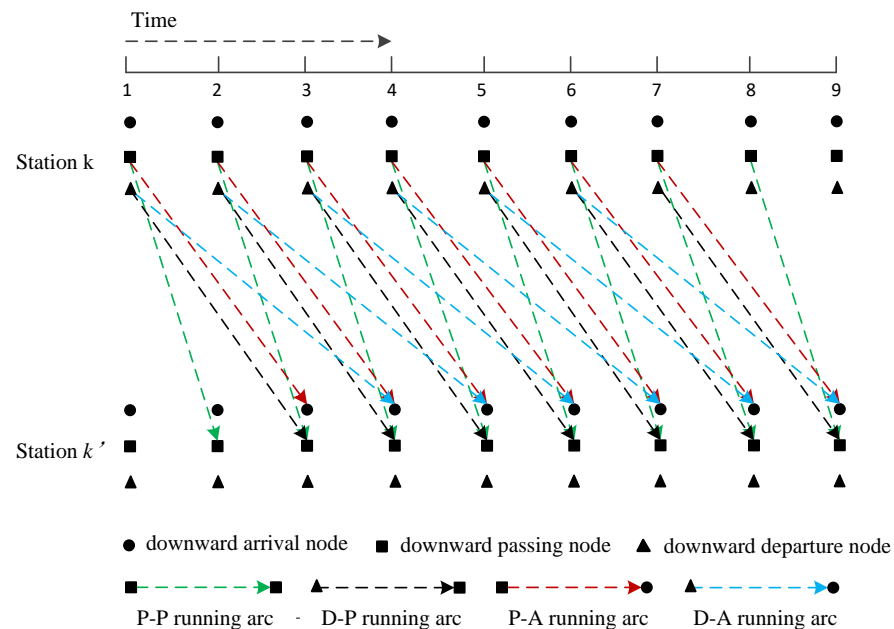 Time
1 2 3 4 5 6 7 8 9
Station k
Station k’
downward arrival node downward passing node downward departure node
P-P running arc - D-P running arc P-A running arc D-A running arc